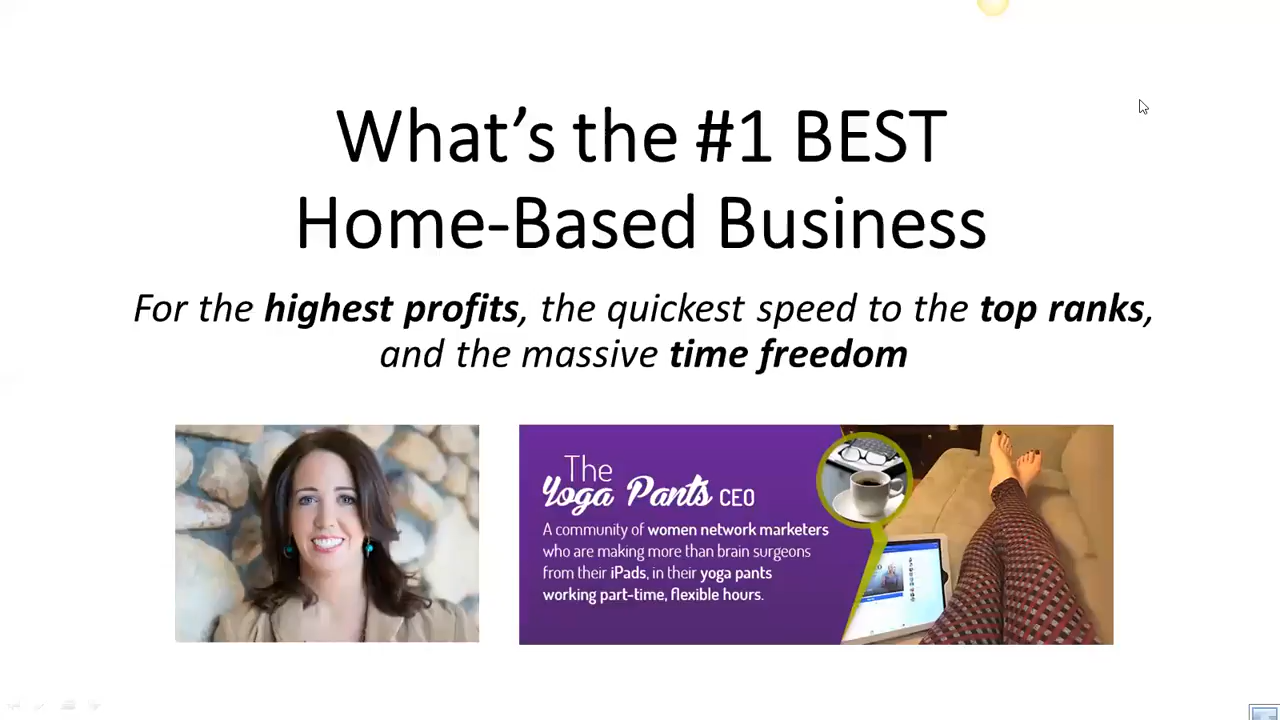 What’s the #1 BEST
Home-Based Business
For the highest profits, the quickest speed to the top ranks,
and the massive time freedom
The
Yoga Pants CEO
A community of women network marketers
who are making more than brain surgeons
from their iPads, in their yoga pants
working part-time, flexible hours.